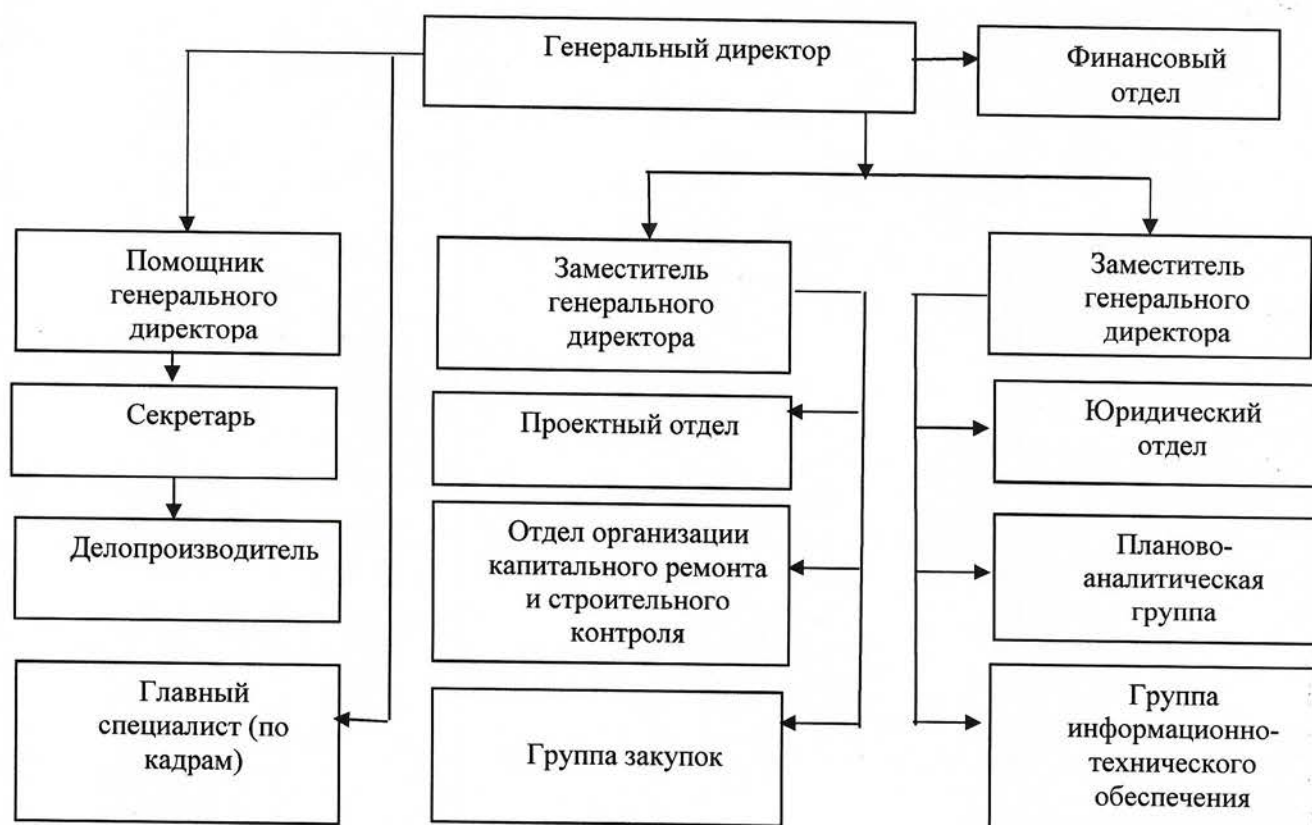 Генеральный директор
Финансовый
отдел
Помощник
генерального
директора
Заместитель
генерального
директора
Заместитель
генерального
директора
Секретарь
Проектный отдел
Юридический
отдел
Делопроизводитель
Отдел организации
капитального ремонта
и строительного
контроля
Планово-
аналитическая
группа
Главный
специалист (по
кадрам)
Группа закупок
Группа
информационно-
технического
обеспечения